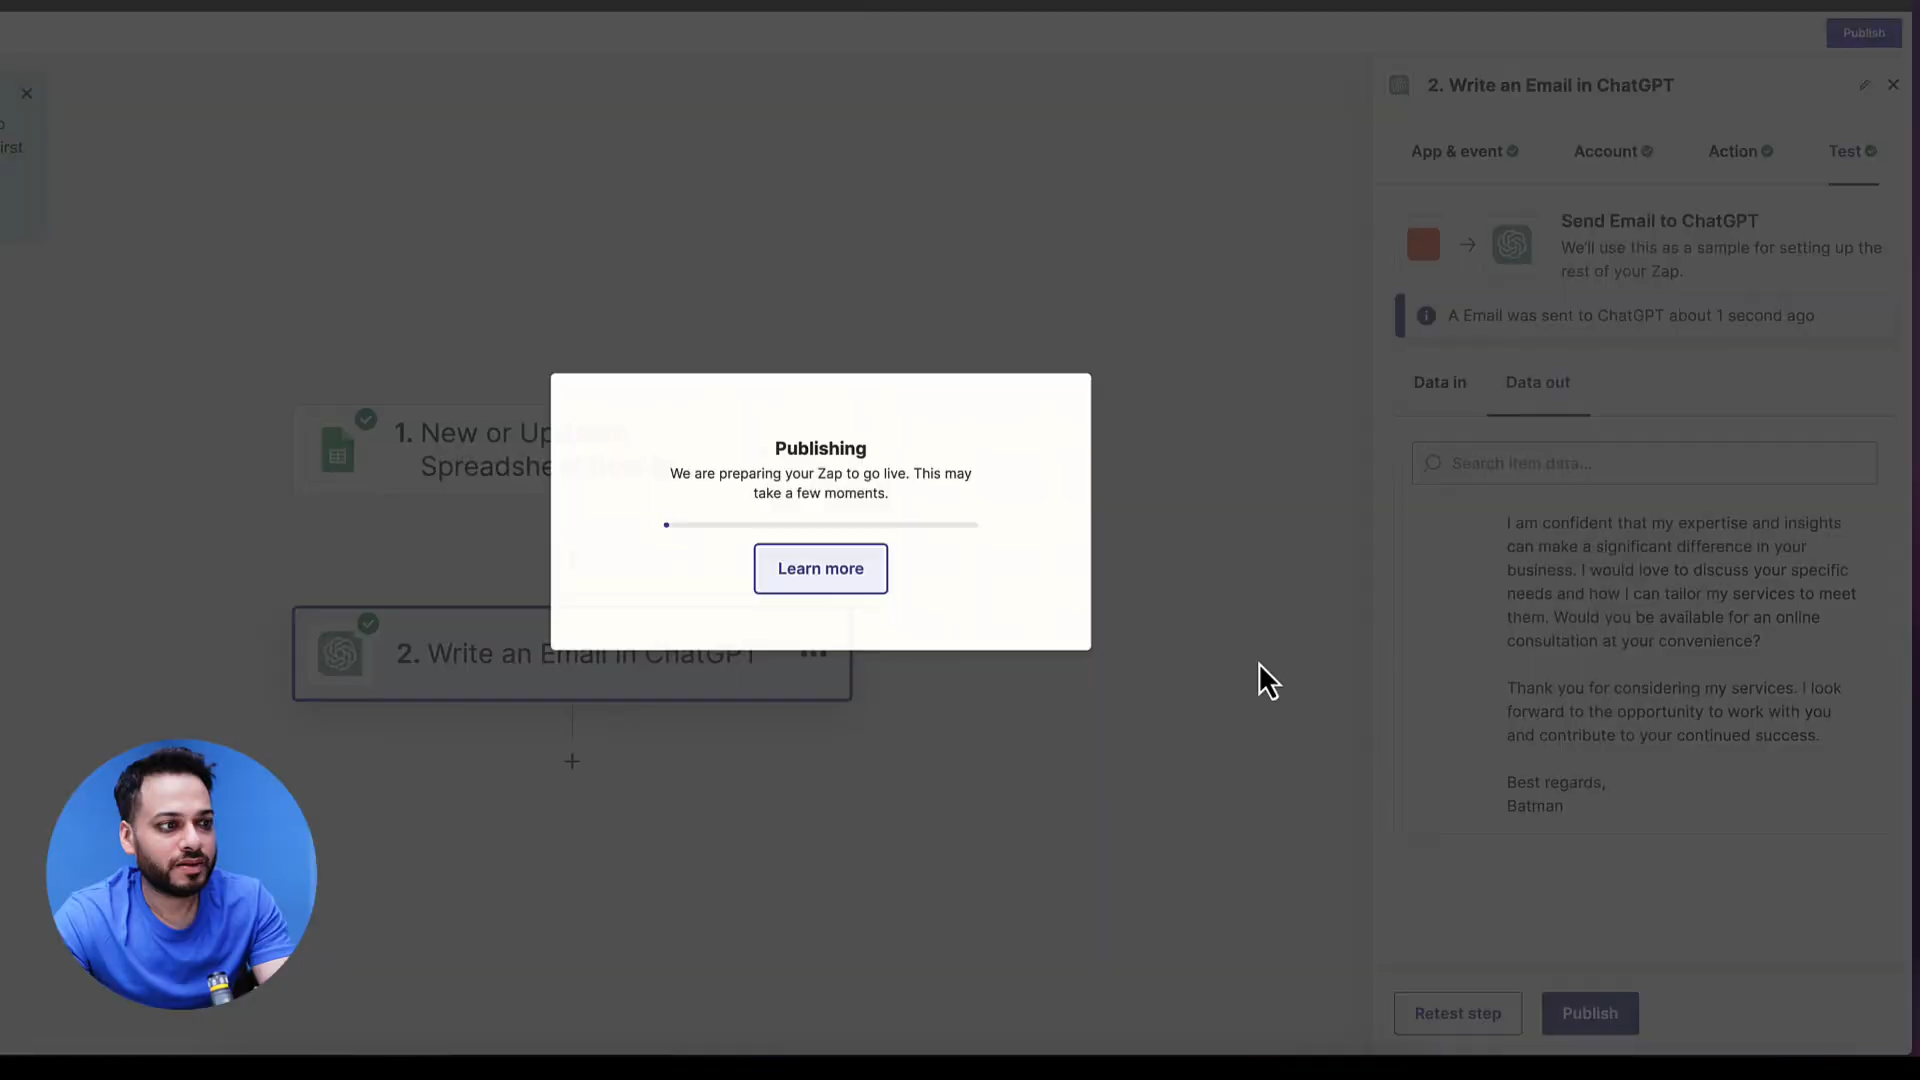 Publish
irst
2. Write an Email in ChatGPT
App & event
Account
Action
Test
Send Email to ChatGPT
We'll use this as a sample for setting up the
rest of your Zap.
A Email was sent to ChatGPT about 1 second ago
Data in
Data out
Search item data...
I am confident that my expertise and insights
can make a significant difference in your
business. I would love to discuss your specific
needs and how I can tailor my services to meet
them. Would you be available for an online
consultation at your convenience?
Thank you for considering my services. I look
forward to the opportunity to work with you
and contribute to your continued success.
Best regards,
Batman
Retest step
Publish
1. New or Up
Spreadshe
Publishing
We are preparing your Zap to go live. This may
take a few moments.
Learn more
2. Write an Email in ChatGPT